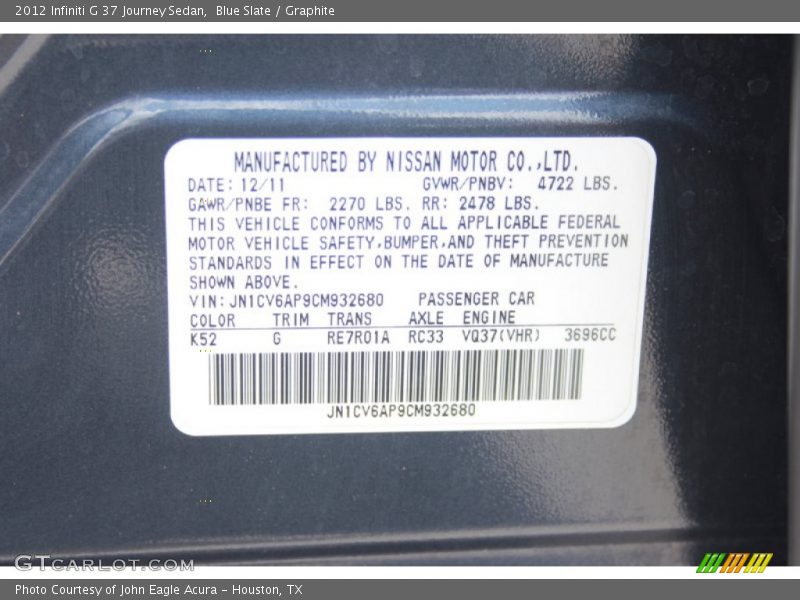 2012 Infiniti G 37 Journey Sedan,  Blue Slate / Graphite
MANUFACTURED BY NISSAN MOTOR CO.,LTD.
DATE: 12/11 GVWR/PNBV: 4722 LBS.
GAWR/PNBE FR: 2270 LBS. RR: 2478 LBS.
THIS VEHICLE CONFORMS TO ALL APPLICABLE FEDERAL
MOTOR VEHICLE SAFETY,BUMPER,AND THEFT PREVENTION
STANDARDS IN EFFECT ON THE DATE OF MANUFACTURE
SHOWN ABOVE.
VIN: JN1CV6AP9CM932680 PASSENGER CAR
COLOR TRIM TRANS AXLE ENGINE
K52 G RE7R01A RC33 VQ37(VHR) 3696CC
JN1CV6AP9CM932680
GTCARLOT.COM
Photo Courtesy of John Eagle Acura - Houston, TX